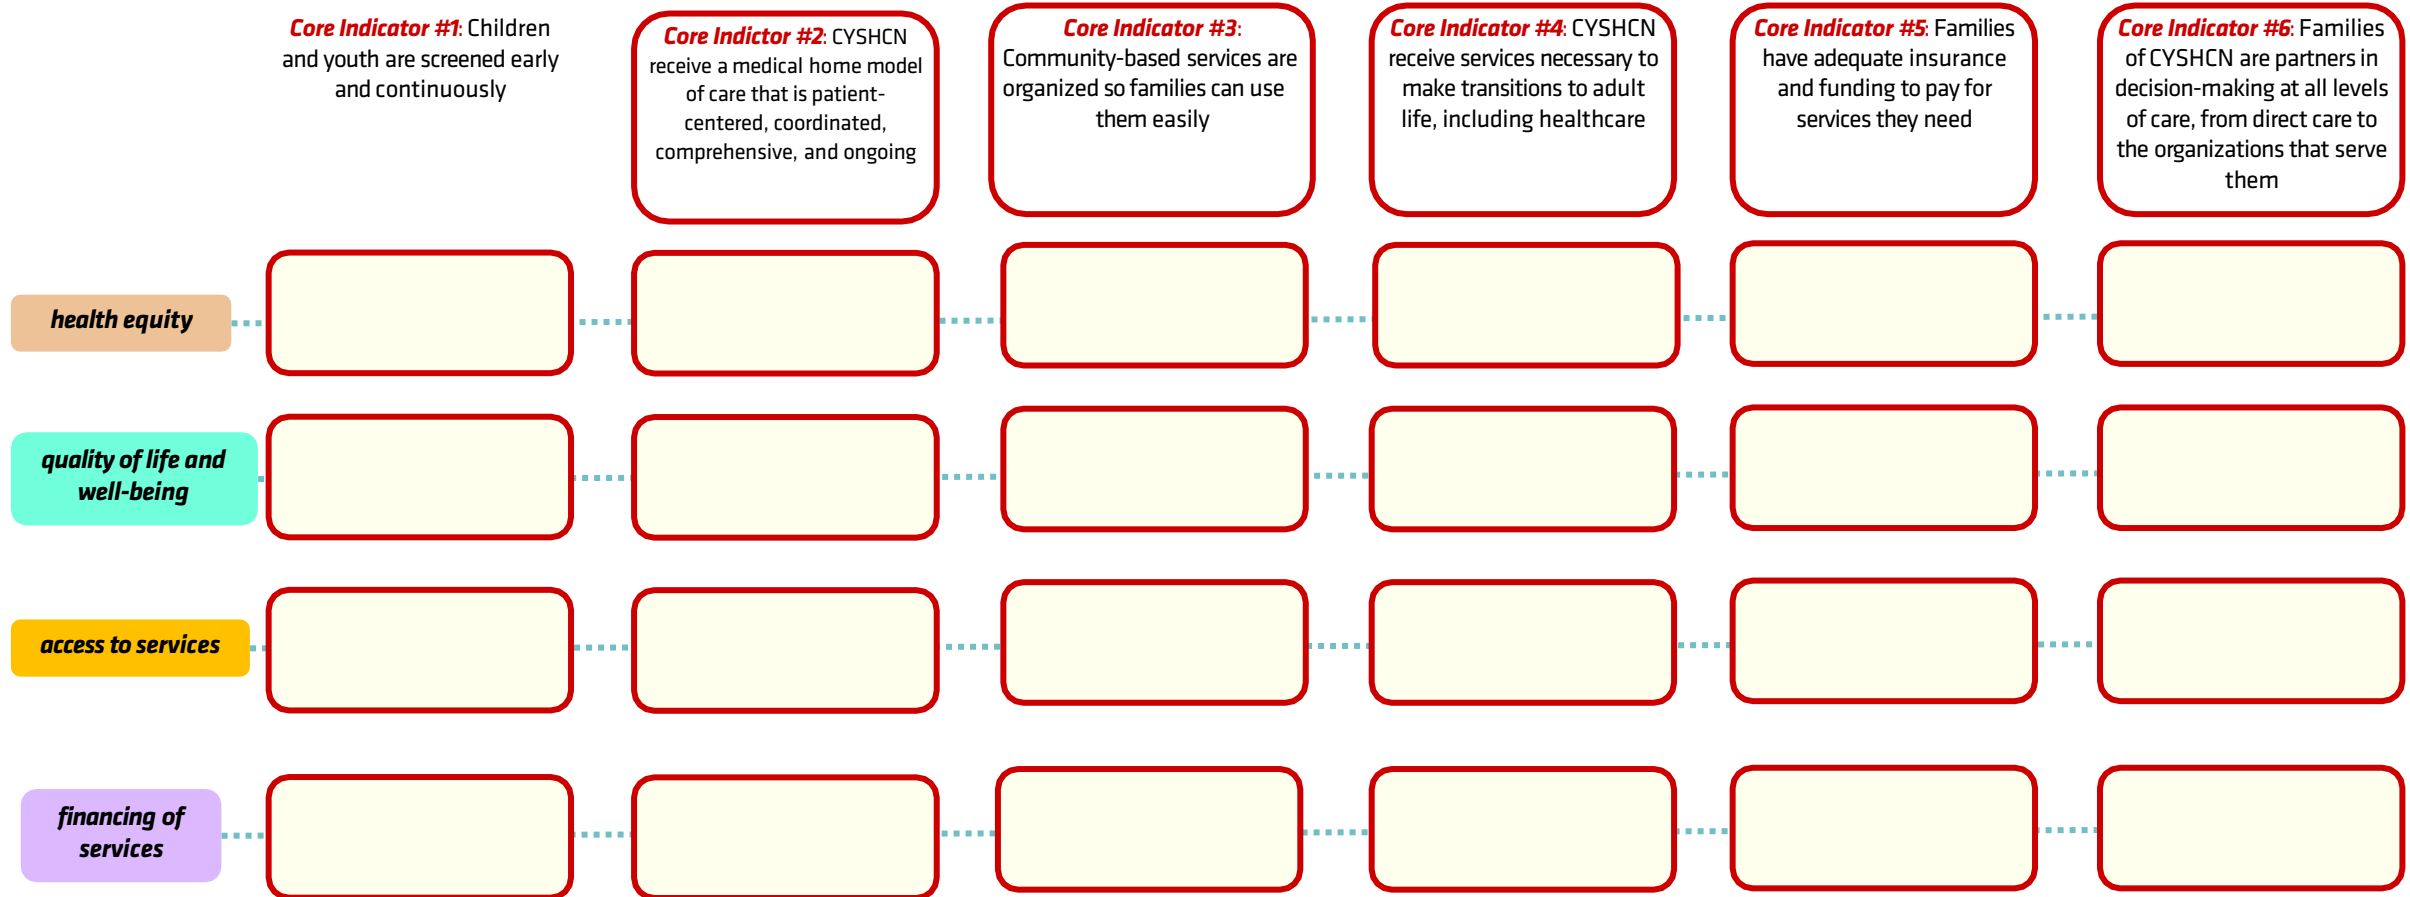 Core Indicator #1: Children
and youth are screened early
and continuously
Core Indictor #2: CYSHCN
receive a medical home model
of care that is patient-
centered, coordinated,
comprehensive, and ongoing
Core Indicator #3:
Community-based services are
organized so families can use
them easily
Core Indicator #4: CYSHCN
receive services necessary to
make transitions to adult
life, including healthcare
Core Indicator #5: Families
have adequate insurance
and funding to pay for
services they need
Core Indicator #6: Families
of CYSHCN are partners in
decision-making at all levels
of care, from direct care to
the organizations that serve
them
health equity
quality of life and
well-being
access to services
financing of
services